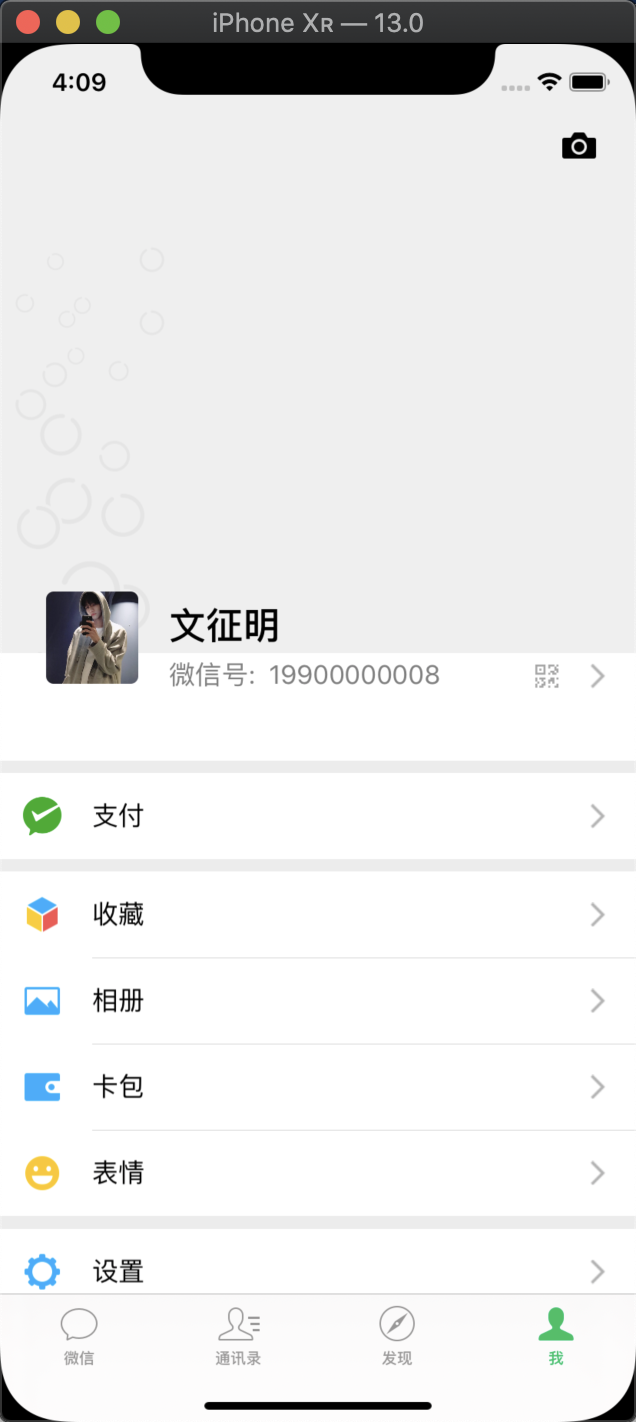 iPhone Xʀ — 13.0
4:09
文征明
微信号: 19900000008
支付
收藏
相册
卡包
表情
设置
微信
通讯录
发现
我